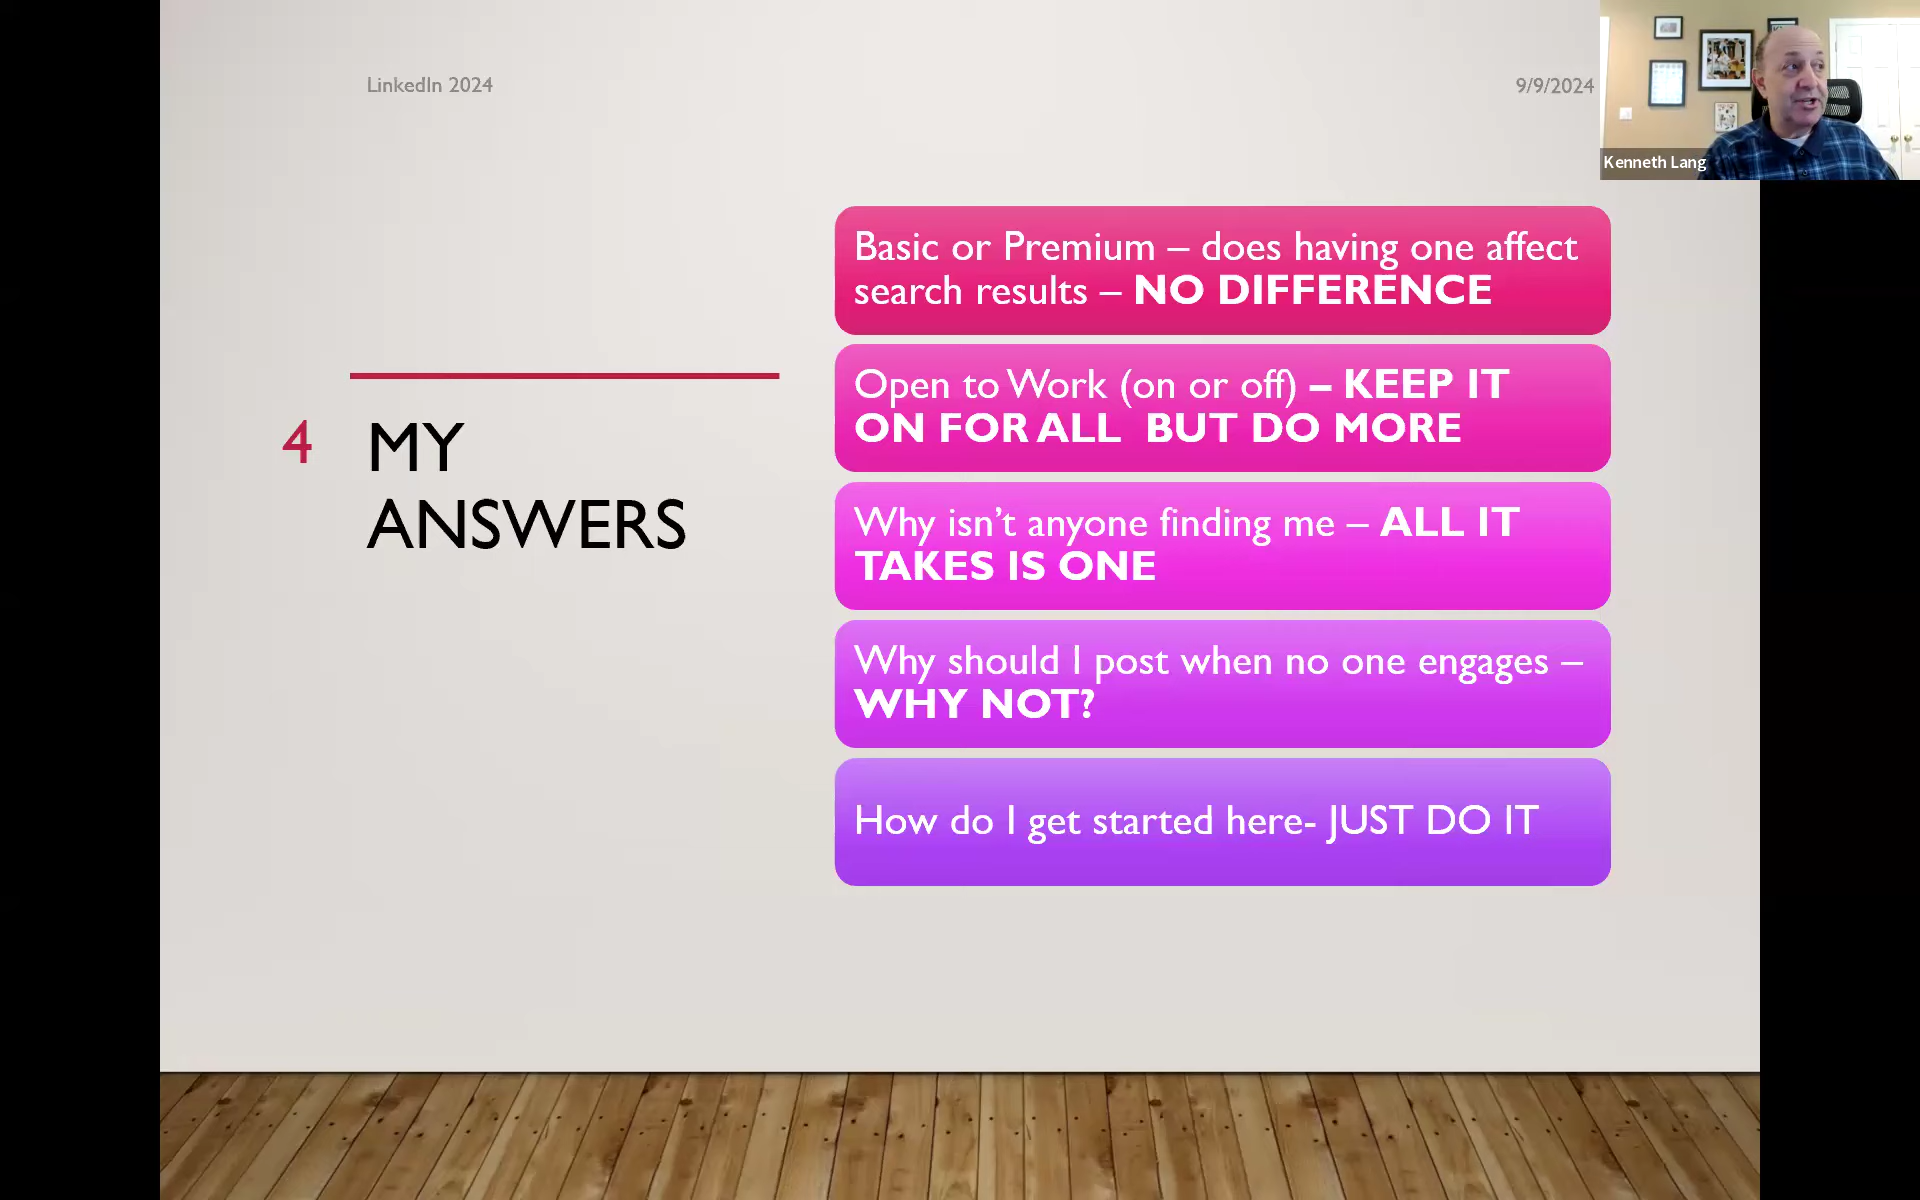 LinkedIn 2024
9/9/2024
Kenneth Lang
4
MY
ANSWERS
Basic or Premium – does having one affect
search results – NO DIFFERENCE
Open to Work (on or off) – KEEP IT
ON FOR ALL BUT DO MORE
Why isn’t anyone finding me – ALL IT
TAKES IS ONE
Why should I post when no one engages –
WHY NOT?
How do I get started here- JUST DO IT